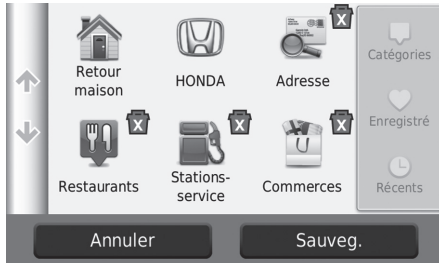 Retour
maison
HONDA
Adresse
Catégories
Enregistré
Restaurants
Stations-
service
Commerces
Récents
Annuler
Sauveg.